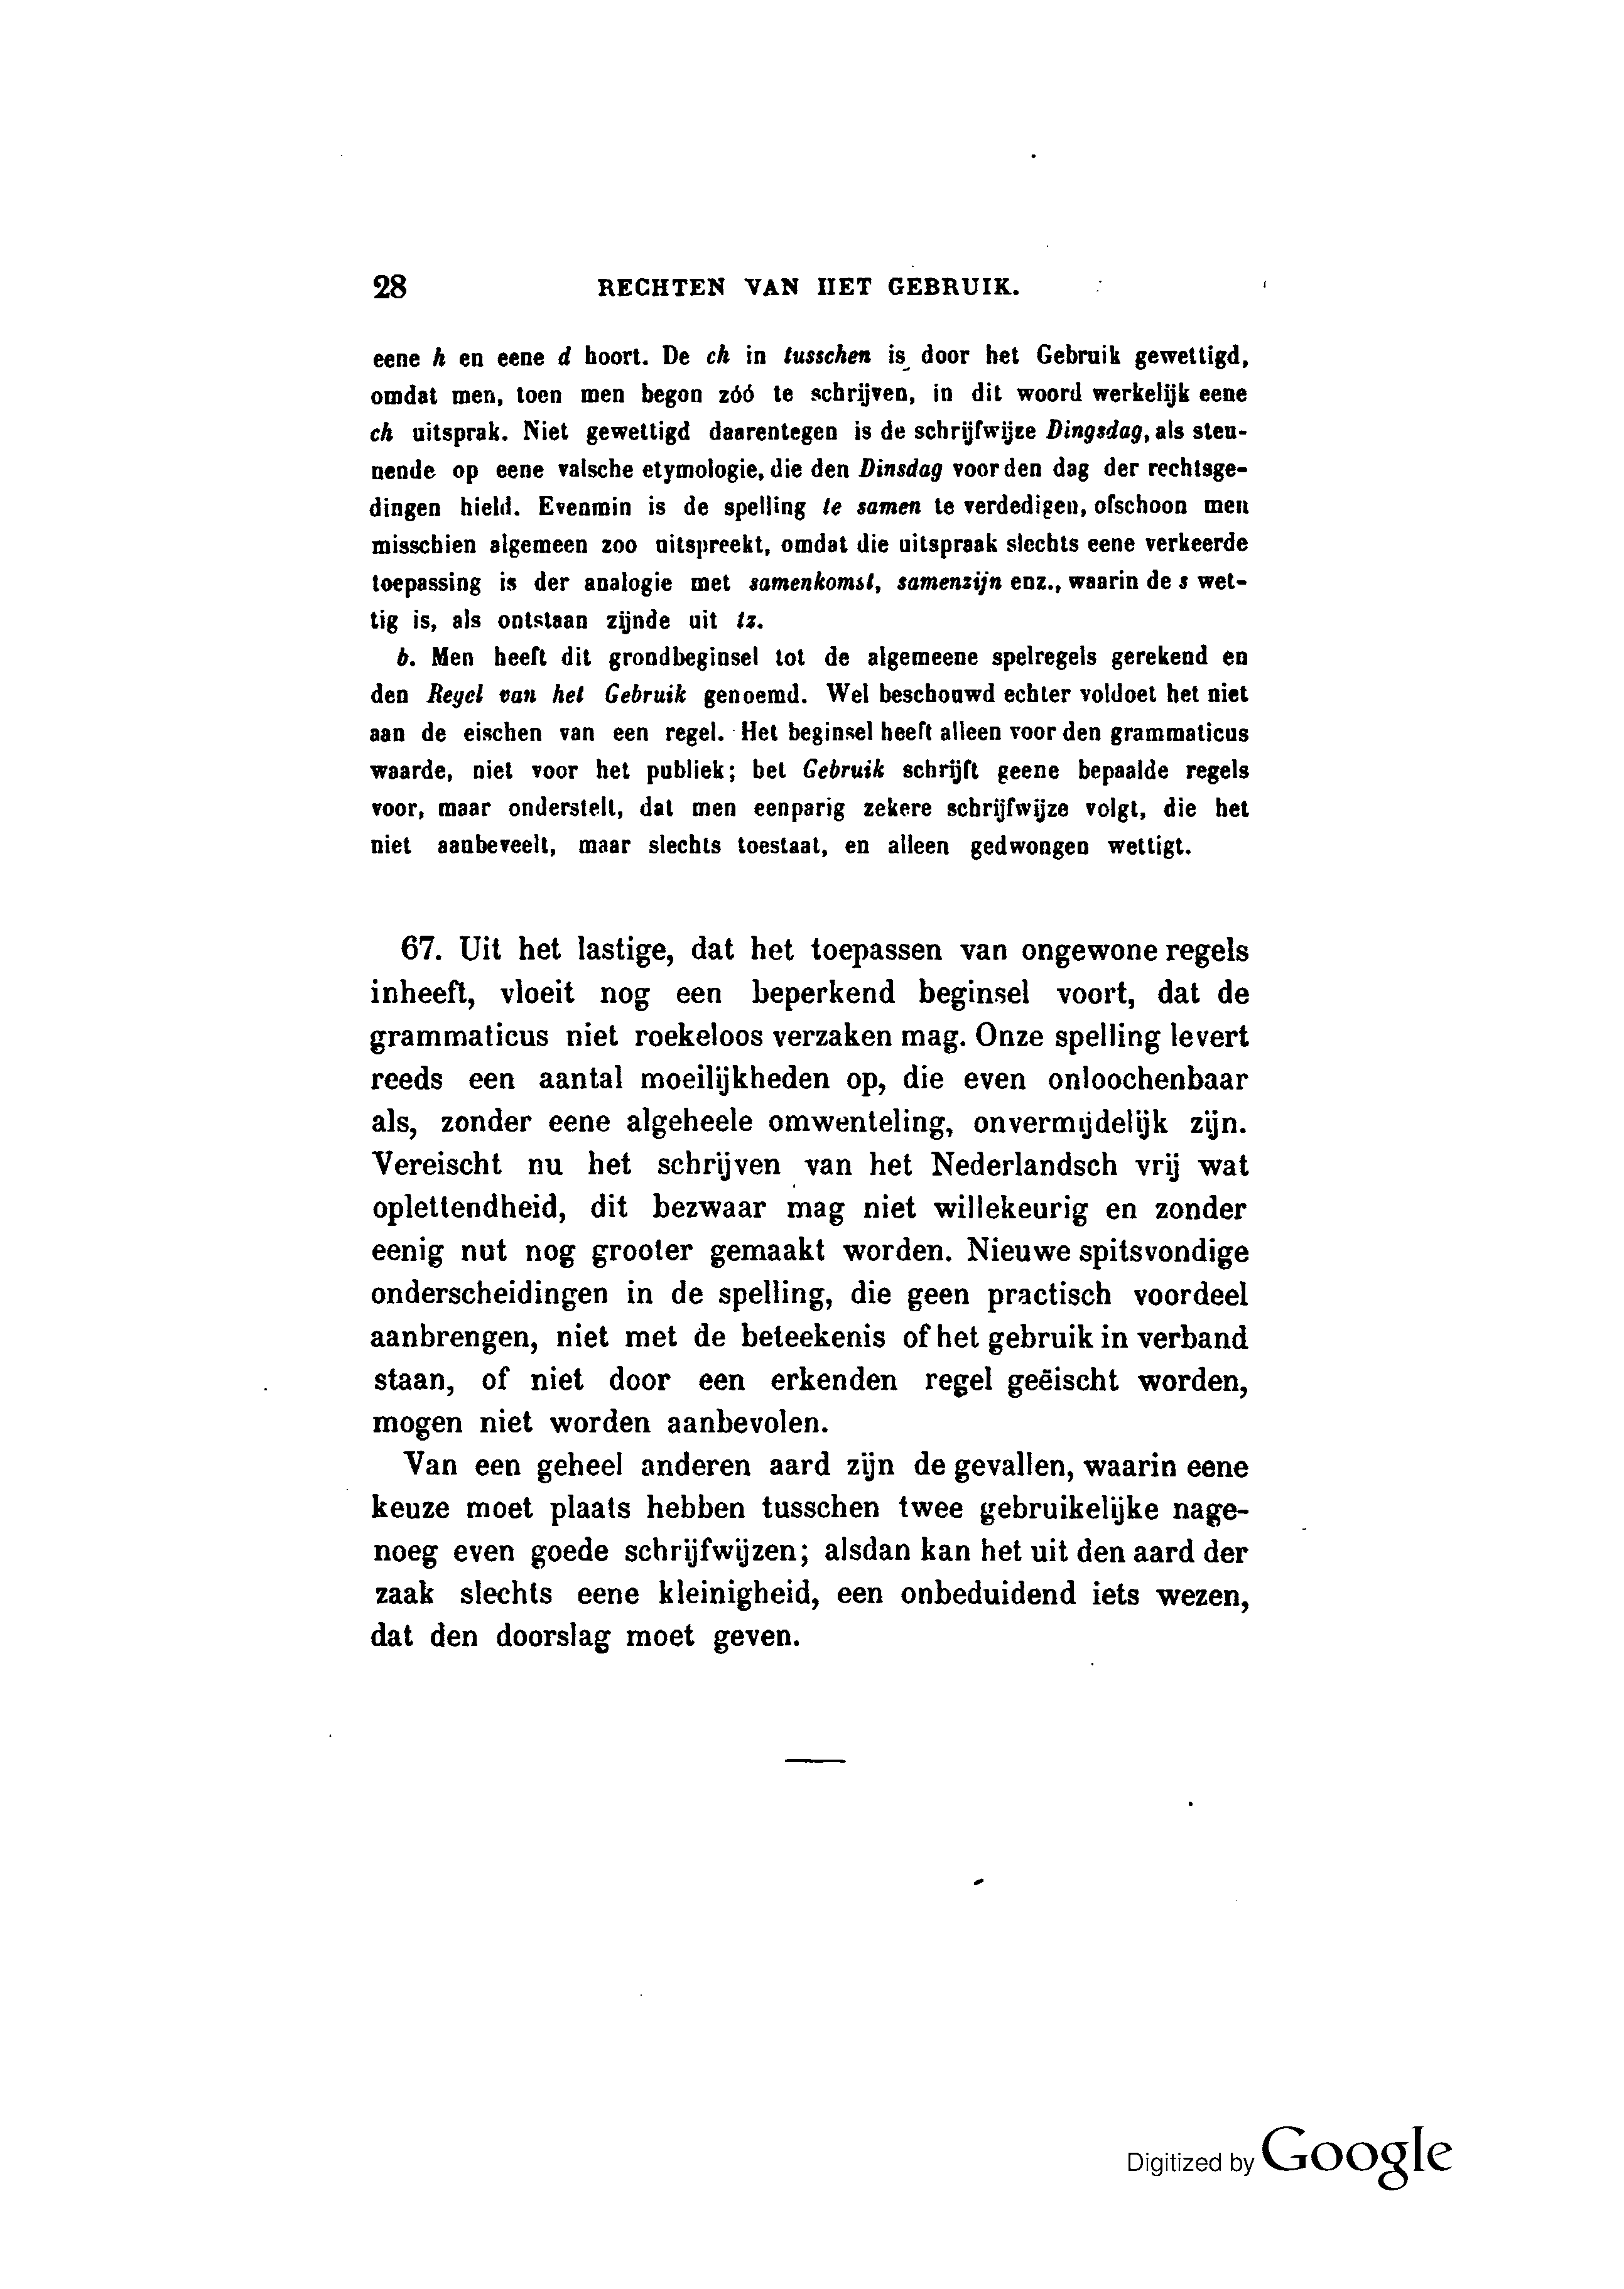 28 RECHTEN VAN HET GEBRUIK.
eene h en eene d hoort. De ch in tusschen is door het Gebruik gewettigd,
omdat men, toen men begon zóó te schrijven, in dit woord werkelijk eene
ch uitsprak. Niet gewettigd daarentegen is de schrijfwijze Dingsdag, als steu-
nende op eene valsche etymologie, die den Dinsdag voor den dag der rechtsge-
dingen hield. Evenmin is de spelling te samen te verdedigen, ofschoon men
misschien algemeen zoo uitspreekt, omdat die uitspraak slechts eene verkeerde
toepassing is der analogie met samenkomst, samenzijn enz., waarin de s wet-
tig is, als ontstaan zijnde uit tz.
b. Men heeft dit grondbeginsel tot de algemeene spelregels gerekend en
den Regel van het Gebruik genoemd. Wel beschouwd echter voldoet het niet
aan de eischen van een regel. Het beginsel heeft alleen voor den grammaticus
waarde, niet voor het publiek; het Gebruik schrijft geene bepaalde regels
voor, maar onderstelt, dat men eenparig zekere schrijfwijze volgt, die het
niet aanbeveelt, maar slechts toestaat, en alleen gedwongen wettigt.
67. Uit het lastige, dat het toepassen van ongewone regels
inheeft, vloeit nog een beperkend beginsel voort, dat de
grammaticus niet roekeloos verzaken mag. Onze spelling levert
reeds een aantal moeilijkheden op, die even onloochenbaar
als, zonder eene algeheele omwenteling, onvermijdelijk zijn.
Vereischt nu het schrijven van het Nederlandsch vrij wat
oplettendheid, dit bezwaar mag niet willekeurig en zonder
eenig nut nog grooter gemaakt worden. Nieuwe spitsvondige
onderscheidingen in de spelling, die geen practisch voordeel
aanbrengen, niet met de beteekenis of het gebruik in verband
staan, of niet door een erkenden regel geëischt worden,
mogen niet worden aanbevolen.
Van een geheel anderen aard zijn de gevallen, waarin eene
keuze moet plaats hebben tusschen twee gebruikelijke nage-
noeg even goede schrijfwijzen; alsdan kan het uit den aard der
zaak slechts eene kleinigheid, een onbeduidend iets wezen,
dat den doorslag moet geven.
Digitized by Google